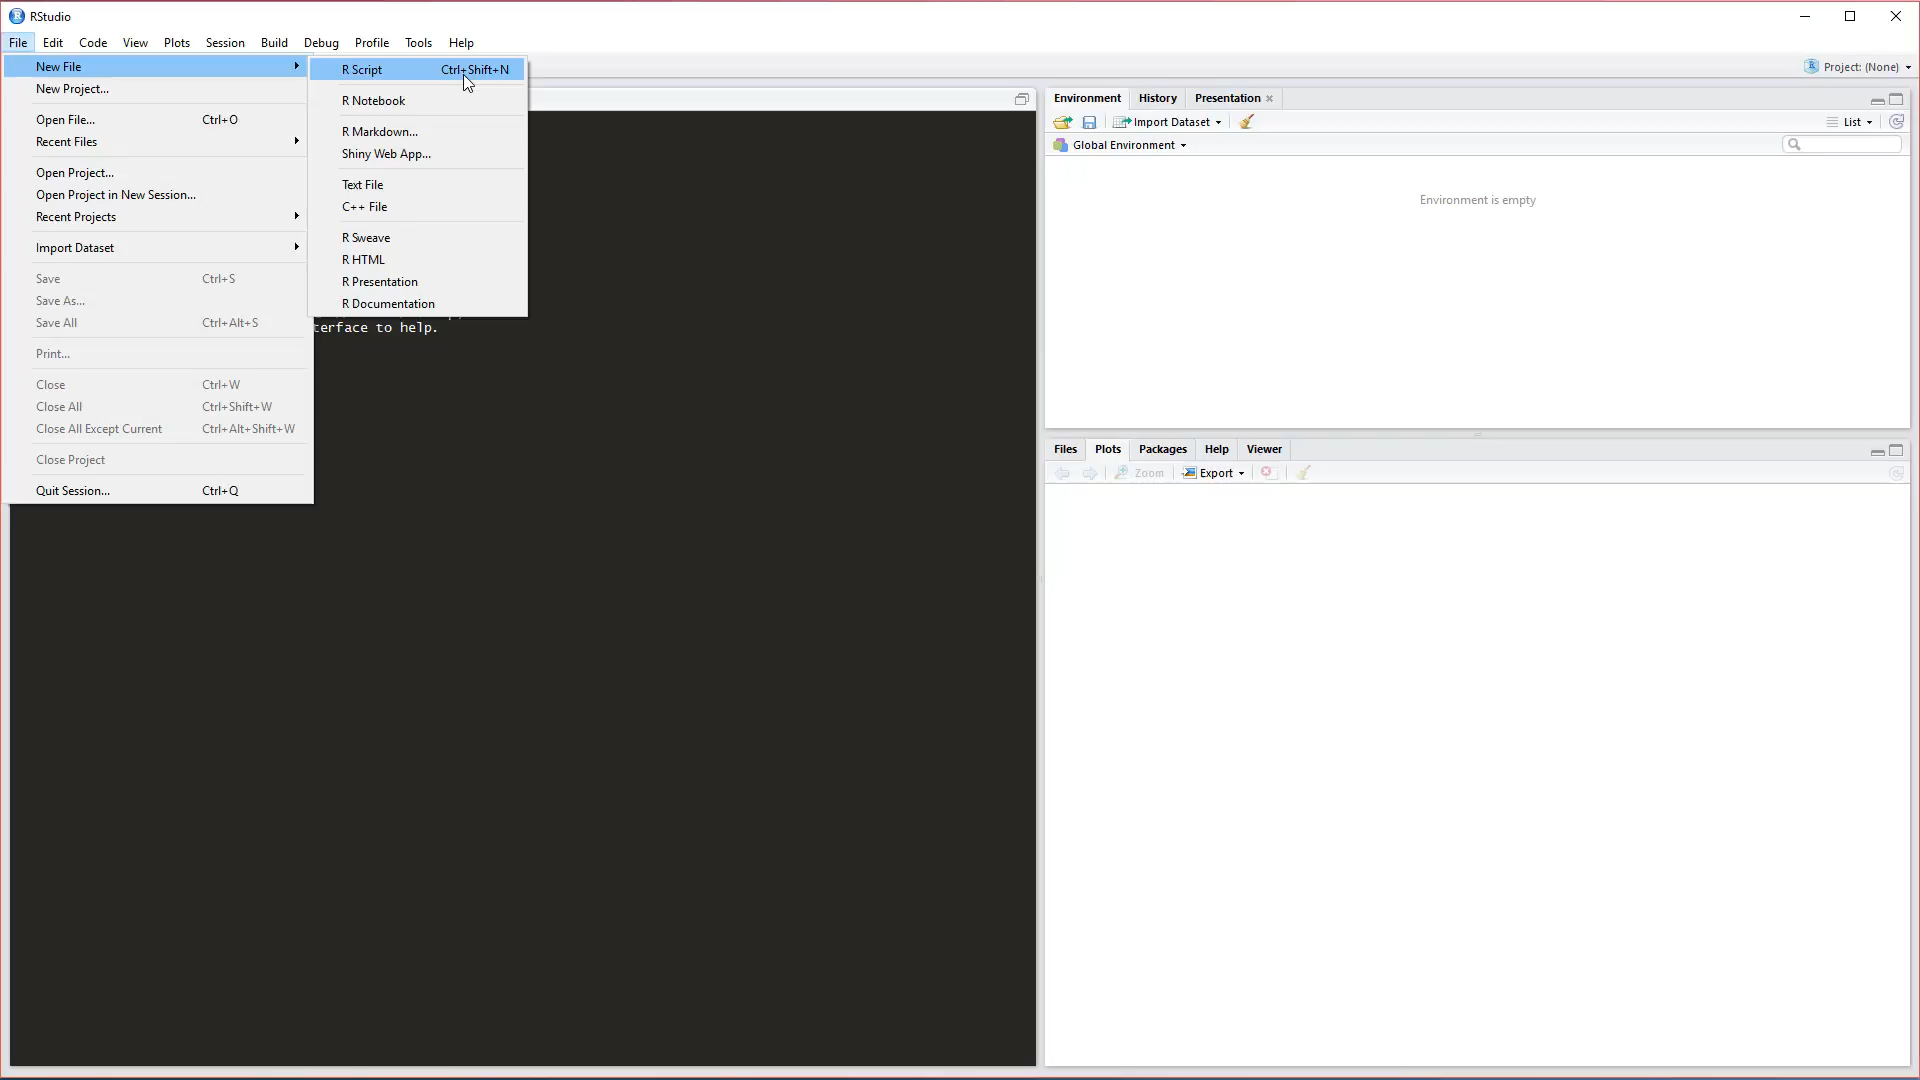 RStudio
File Edit Code View Plots Session Build Debug Profile Tools Help
Project: (None)
New File
New Project...
Open File... Ctrl+O
Recent Files
Open Project...
Open Project in New Session...
Recent Projects
Import Dataset
Save Ctrl+S
Save As...
Save All Ctrl+Alt+S
Print...
Close Ctrl+W
Close All Ctrl+Shift+W
Close All Except Current Ctrl+Alt+Shift+W
Close Project
Quit Session... Ctrl+Q
R Script Ctrl+Shift+N
R Notebook
R Markdown...
Shiny Web App...
Text File
C++ File
R Sweave
R HTML
R Presentation
R Documentation
terface to help.
Environment History Presentation
Import Dataset List
Global Environment
Environment is empty
Files Plots Packages Help Viewer
Zoom Export